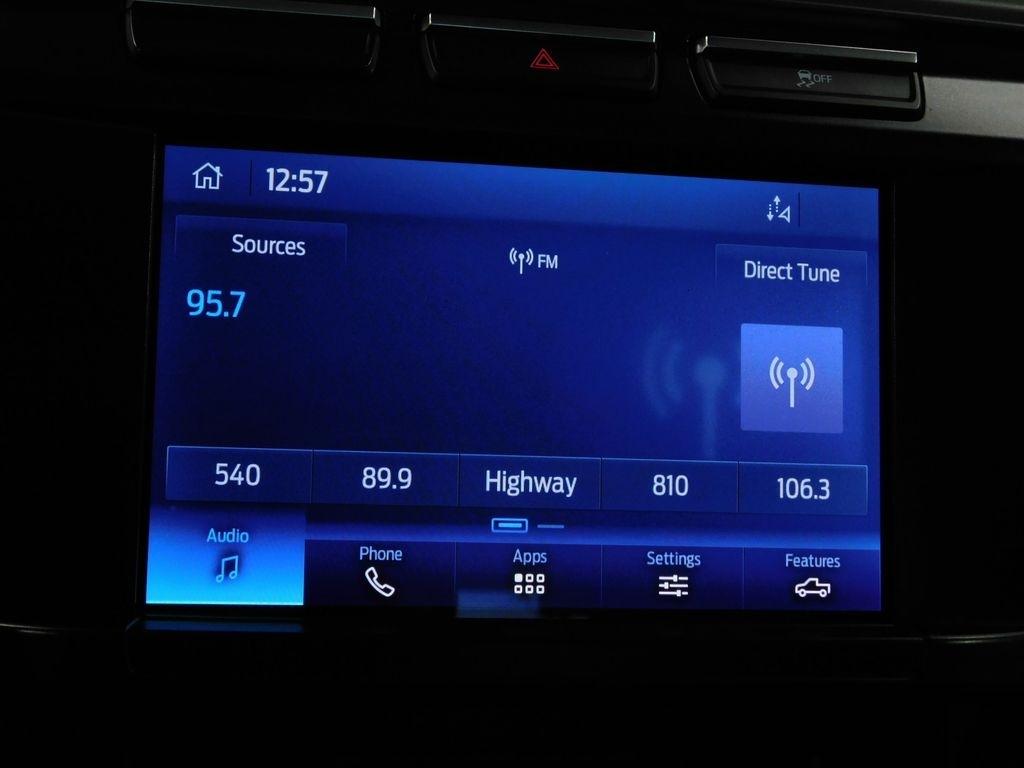 OFF
12:57
Sources
FM
Direct Tune
95.7
540 89.9 Highway 810 106.3
Audio Phone Apps Settings Features